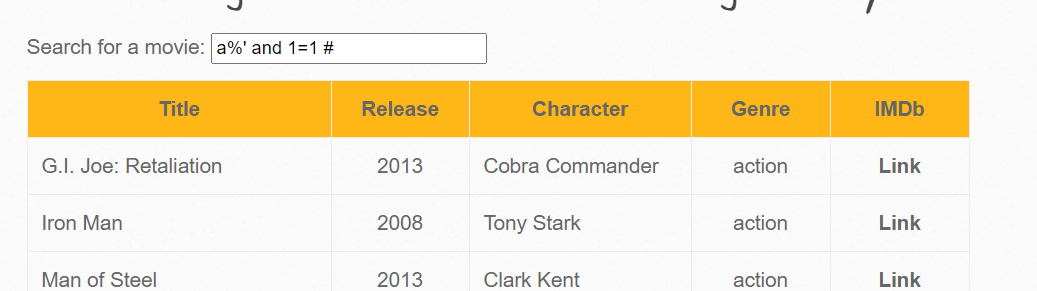 Search for a movie: a%' and 1=1 #
Title Release Character Genre IMDb
G.I. Joe: Retaliation 2013 Cobra Commander action Link
Iron Man 2008 Tony Stark action Link
Man of Steel 2013 Clark Kent action Link